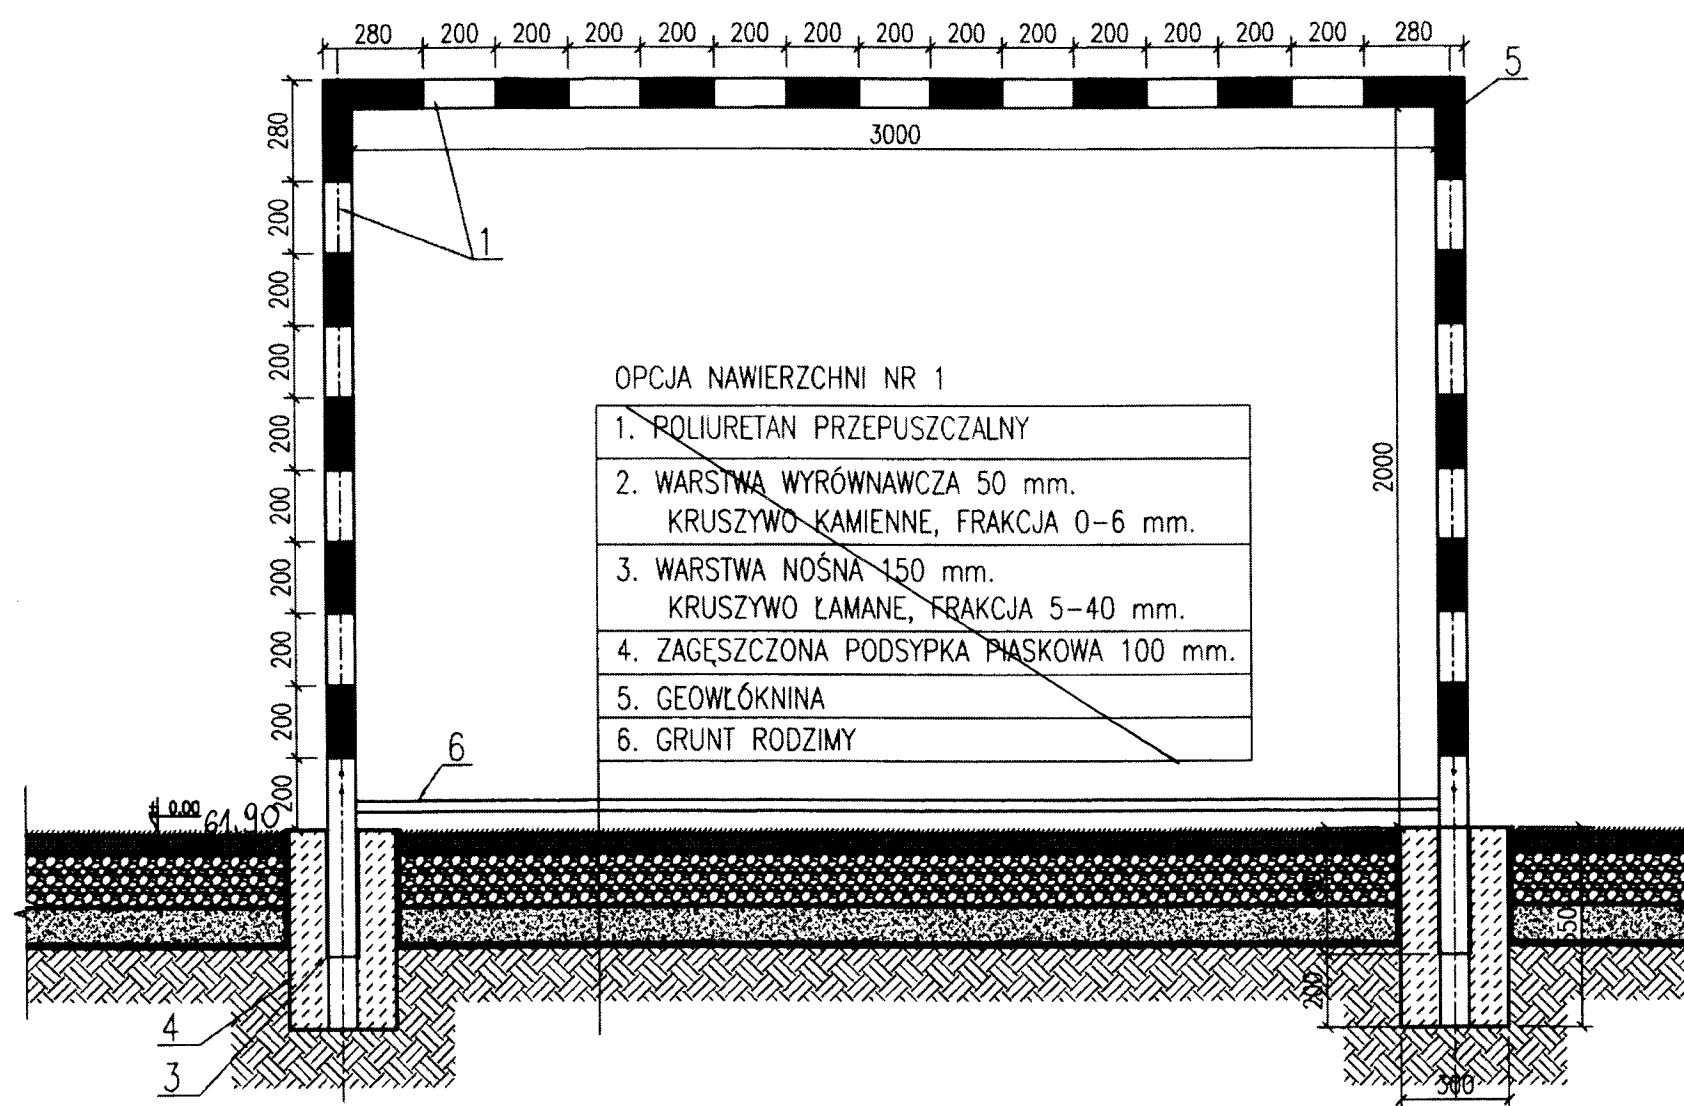 280 200 200 200 200 200 200 200 200 200 200 200 200 200 280
5
3000
280
200
1
200
200
200
200
200
200
200
200
2000
OPCJA NAWIERZCHNI NR 1
1. POLIURETAN PRZEPUSZCZALNY
2. WARSTWA WYRÓWNAWCZA 50 mm.
KRUSZYWO KAMIENNE, FRAKCJA 0-6 mm.
3. WARSTWA NOŚNA 150 mm.
KRUSZYWO ŁAMANE, FRAKCJA 5-40 mm.
4. ZAGĘSZCZONA PODSYPKA PIASKOWA 100 mm.
5. GEOWŁÓKNINA
6. GRUNT RODZIMY
6
0.00
61.90
200
4
3
300